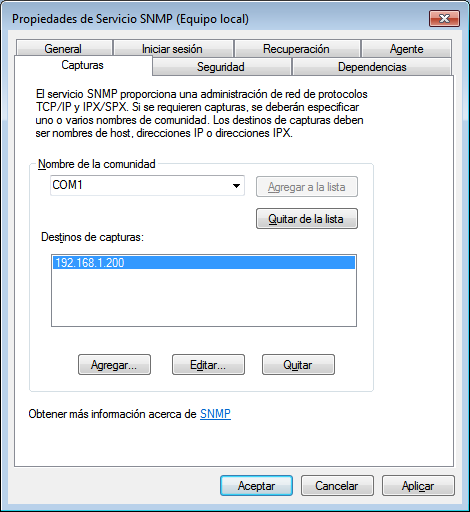 Propiedades de Servicio SNMP (Equipo local)
General
Iniciar sesión
Recuperación
Agente
Capturas
Seguridad
Dependencias
El servicio SNMP proporciona una administración de red de protocolos
TCP/IP y IPX/SPX. Si se requieren capturas, se deberán especificar
uno o varios nombres de comunidad. Los destinos de capturas deben
ser nombres de host, direcciones IP o direcciones IPX.
Nombre de la comunidad
COM1
Agregar a la lista
Quitar de la lista
Destinos de capturas:
192.168.1.200
Agregar...
Editar...
Quitar
Obtener más información acerca de SNMP
Aceptar
Cancelar
Aplicar